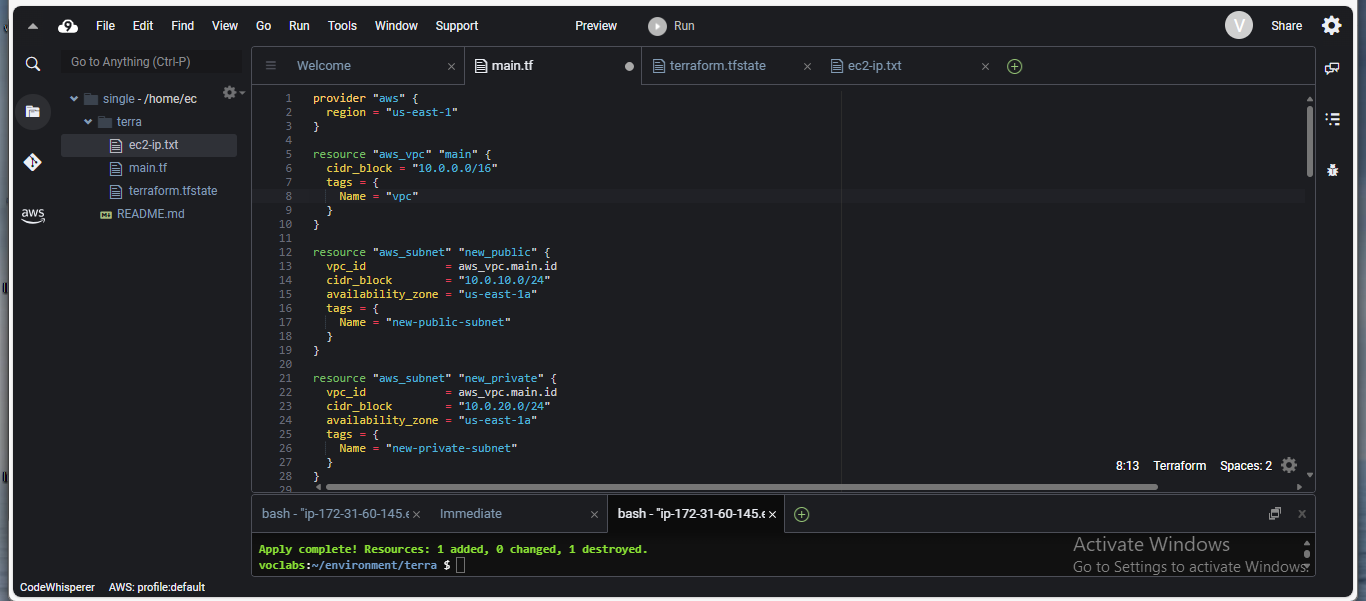 File Edit Find View Go Run Tools Window Support Preview Run V Share
Go to Anything (Ctrl-P)
Welcome main.tf terraform.tfstate ec2-ip.txt
single - /home/ec
terra
ec2-ip.txt
main.tf
terraform.tfstate
README.md
aws
1 provider "aws" {
2 region = "us-east-1"
3 }
4
5 resource "aws_vpc" "main" {
6 cidr_block = "10.0.0.0/16"
7 tags = {
8 Name = "vpc"
9 }
10 }
11
12 resource "aws_subnet" "new_public" {
13 vpc_id = aws_vpc.main.id
14 cidr_block = "10.0.10.0/24"
15 availability_zone = "us-east-1a"
16 tags = {
17 Name = "new-public-subnet"
18 }
19 }
20
21 resource "aws_subnet" "new_private" {
22 vpc_id = aws_vpc.main.id
23 cidr_block = "10.0.20.0/24"
24 availability_zone = "us-east-1a"
25 tags = {
26 Name = "new-private-subnet"
27 }
28 }
29
8:13 Terraform Spaces: 2
bash - "ip-172-31-60-145.e Immediate bash - "ip-172-31-60-145.e
Apply complete! Resources: 1 added, 0 changed, 1 destroyed.
voclabs:~/environment/terra $
Activate Windows
Go to Settings to activate Windows.
CodeWhisperer AWS: profile:default